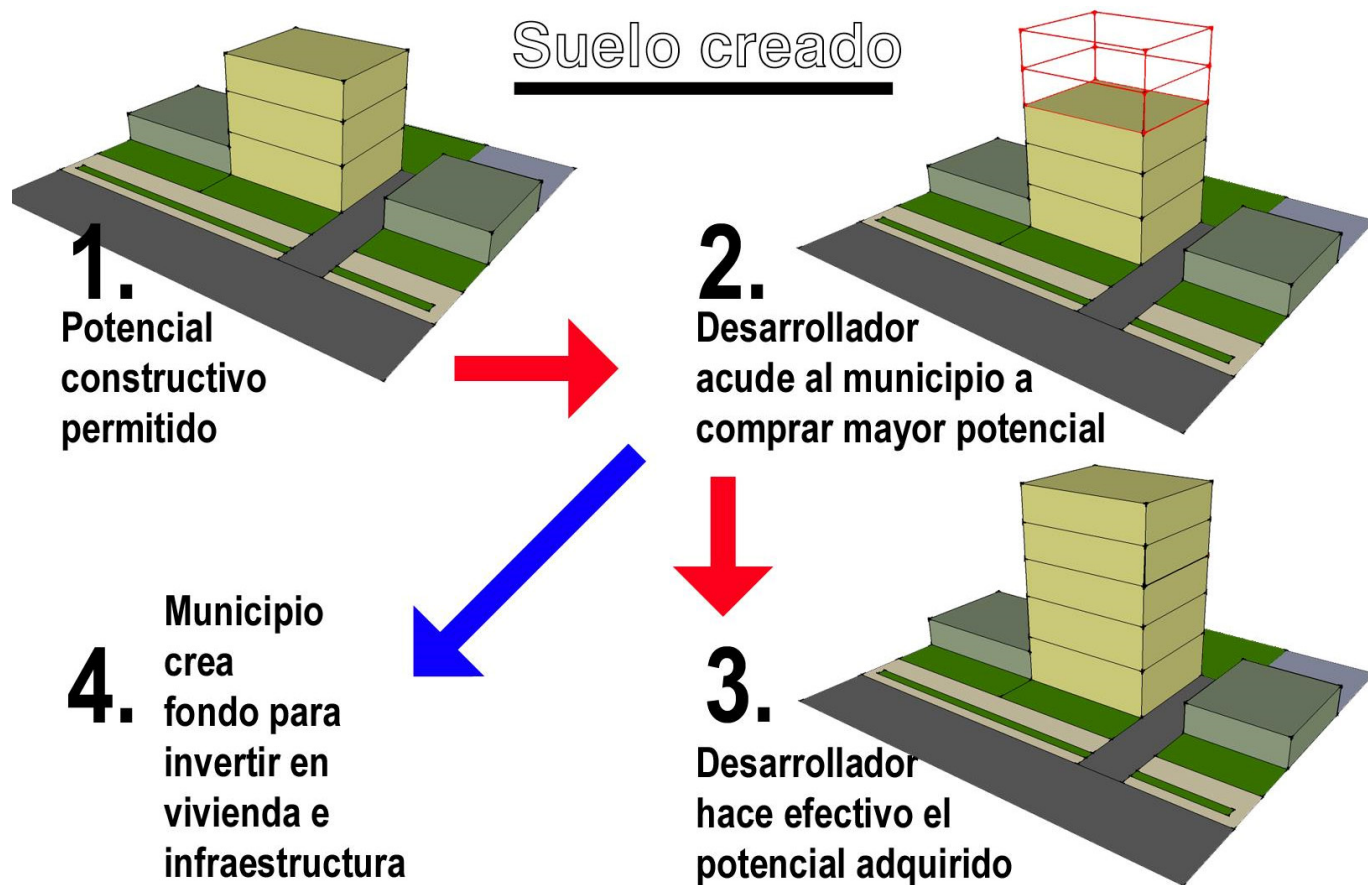 Suelo creado
1.
Potencial
constructivo
permitido
2.
Desarrollador
acude al municipio a
comprar mayor potencial
3.
Desarrollador
hace efectivo el
potencial adquirido
4.
Municipio
crea
fondo para
invertir en
vivienda e
infraestructura